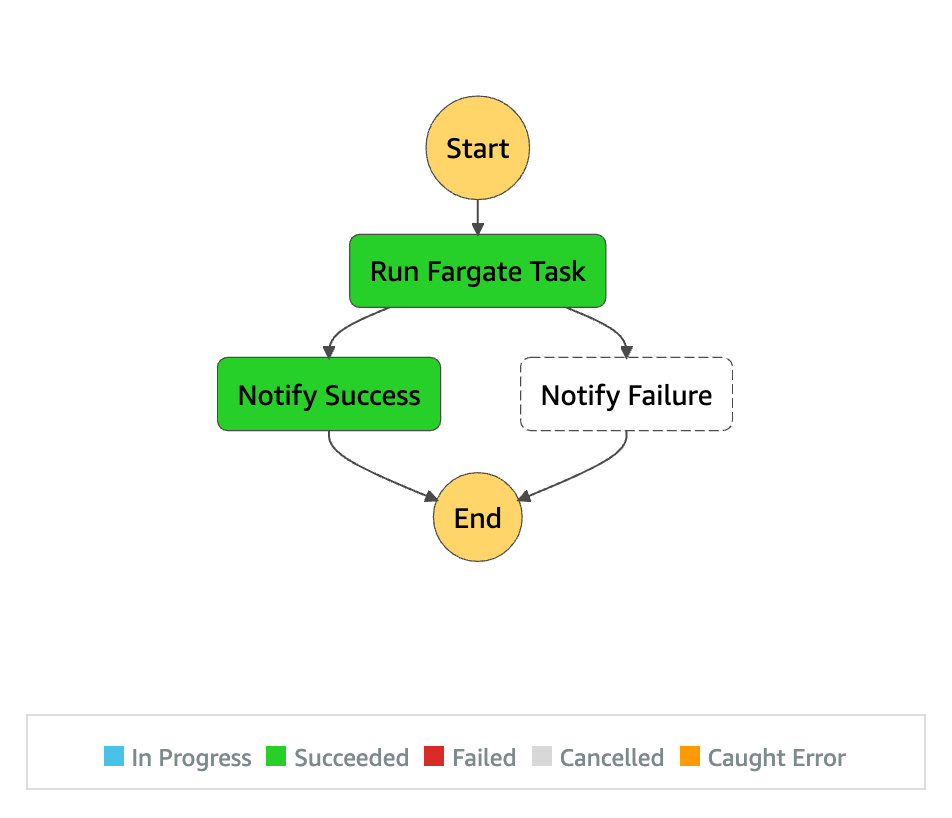 Start
Run Fargate Task
Notify Success
Notify Failure
End
In Progress Succeeded Failed Cancelled Caught Error